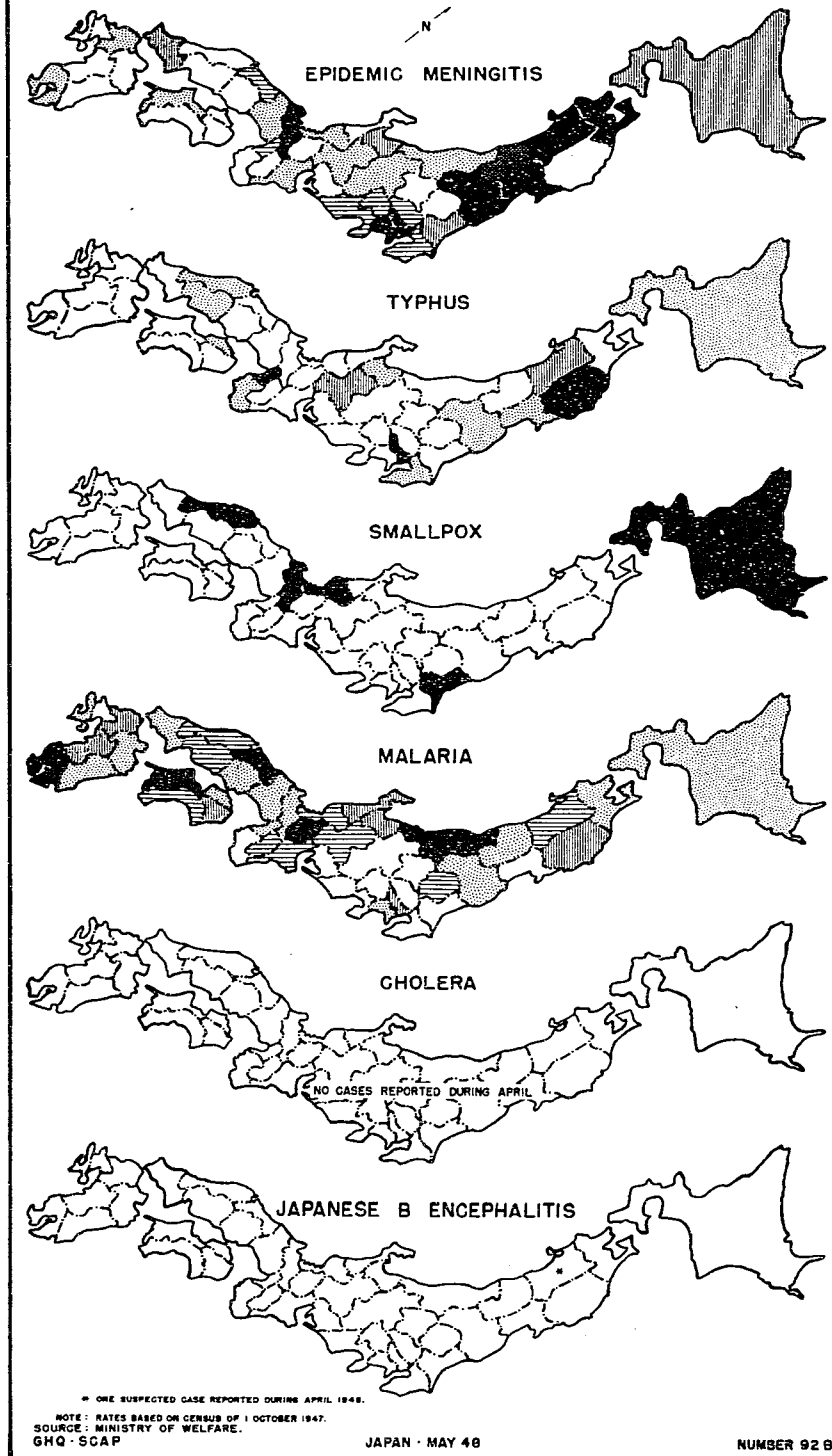 N
EPIDEMIC MENINGITIS
TYPHUS
SMALLPOX
MALARIA
CHOLERA
NO CASES REPORTED DURING APRIL
JAPANESE B ENCEPHALITIS
*
* ONE SUSPECTED CASE REPORTED DURING APRIL 1948.
NOTE: RATES BASED ON CENSUS OF 1 OCTOBER 1947.
SOURCE: MINISTRY OF WELFARE.
GHQ-SCAP JAPAN - MAY 48 NUMBER 92 B